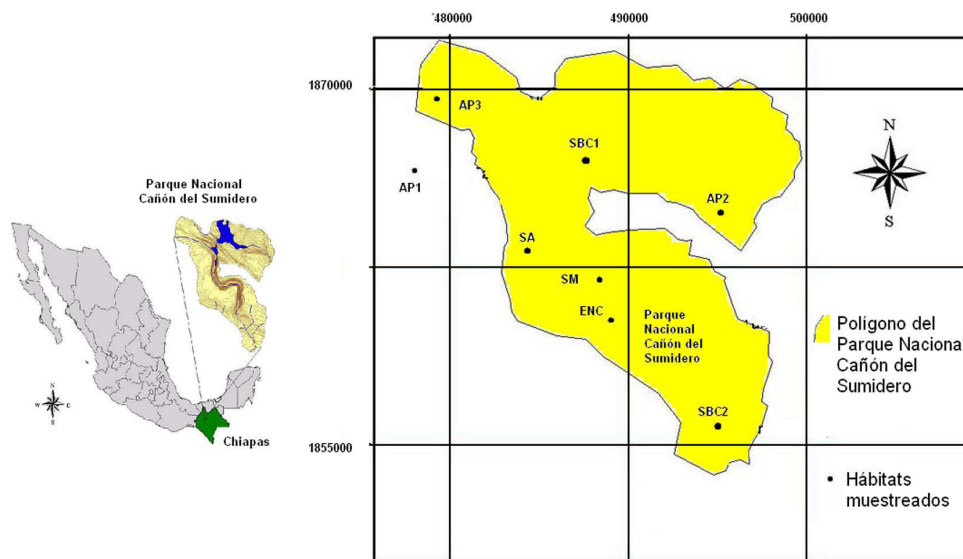 480000
490000
500000
1870000
AP3
SBC1
AP1
AP2
SA
SM
ENC
Parque
Nacional
Cañón del
Sumidero
SBC2
1855000
N
S
Parque Nacional
Cañón del Sumidero
N
W
E
S
Chiapas
Polígono del
Parque Nacional
Cañón del
Sumidero
Hábitats
muestreados